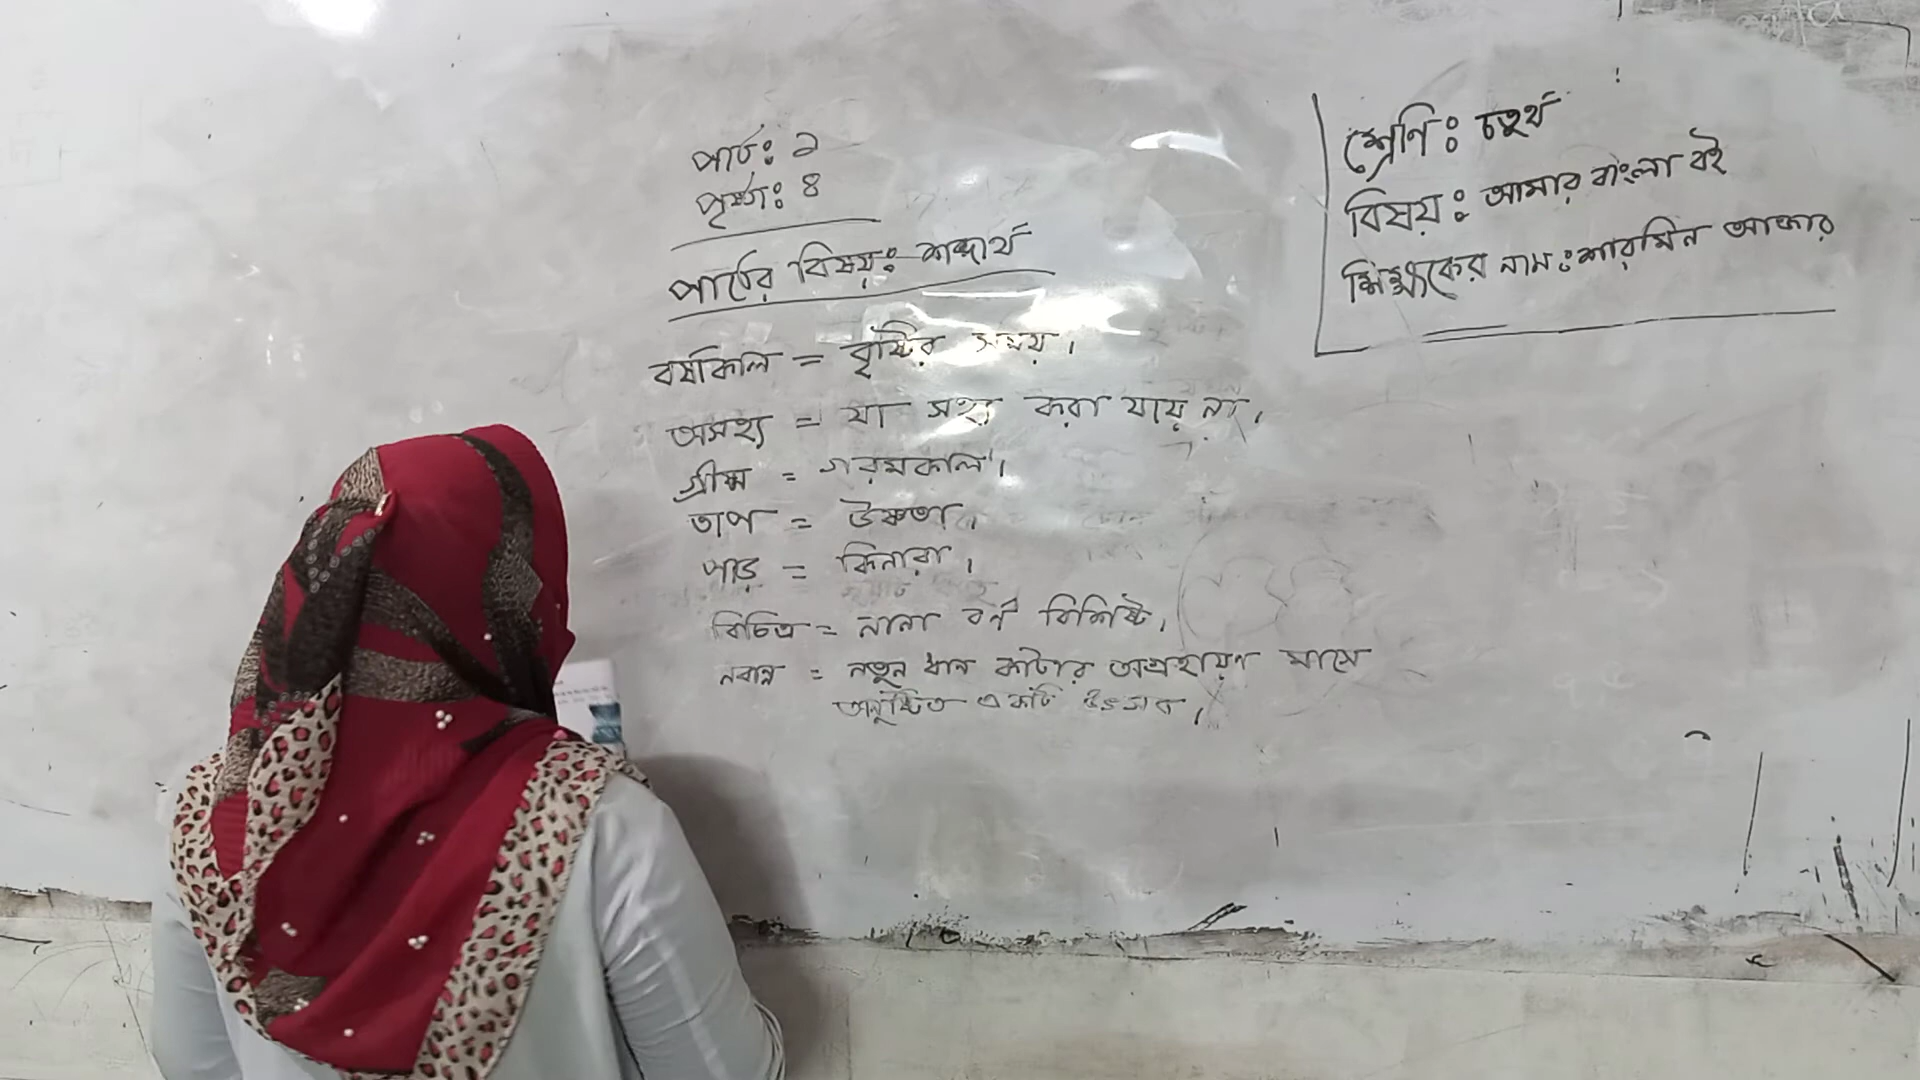 পাঠ: ১
পৃষ্ঠা: ৪
পাঠের বিষয়: শব্দার্থ
শ্রেণি: চতুর্থ
বিষয়: আমার বাংলা বই
শিক্ষকের নাম: শারমিন আক্তার
বর্ষাকাল = বৃষ্টির সময়।
অসহ্য = যা সহ্য করা যায় না।
গ্রীষ্ম = গরমকাল।
তাপ = উষ্ণতা।
পাড় = কিনারা।
বিচিত্র = নানা বর্ণ বিশিষ্ট।
নবান্ন = নতুন ধান কাটার অগ্রহায়ণ মাসে
অনুষ্ঠিত একটি উৎসব।